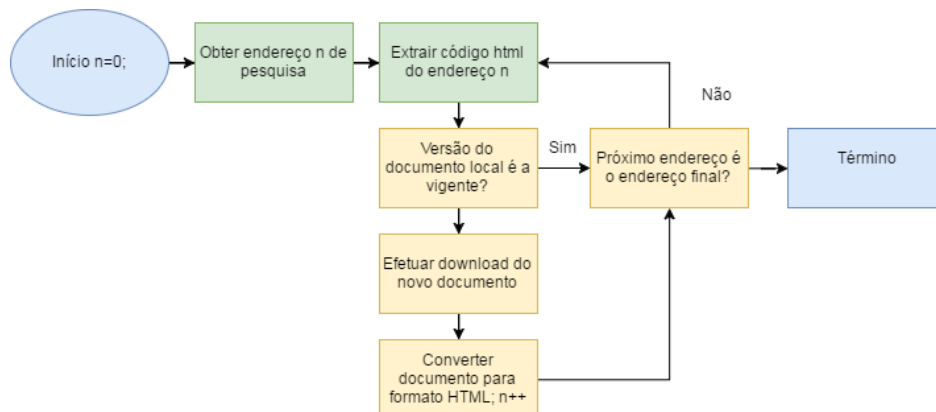 Início n=0;
Obter endereço n de
pesquisa
Extrair código html
do endereço n
Não
Versão do
documento local é a
vigente?
Sim
Próximo endereço é
o endereço final?
Término
Efetuar download do
novo documento
Converter
documento para
formato HTML; n++